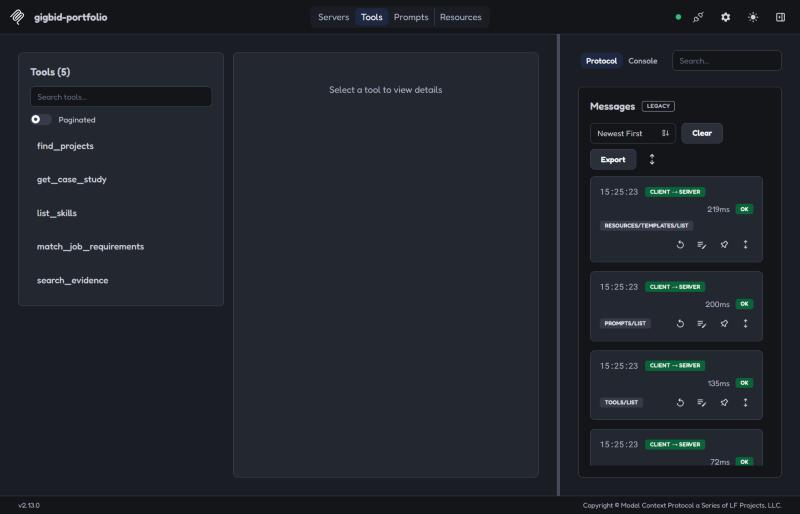 gigbid-portfolio
Servers Tools Prompts Resources
Tools (5)
Search tools...
Paginated
find_projects
get_case_study
list_skills
match_job_requirements
search_evidence
Select a tool to view details
Protocol Console Search...
Messages LEGACY
Newest First Clear
Export
15:25:23 CLIENT → SERVER
219ms OK
RESOURCES/TEMPLATES/LIST
15:25:23 CLIENT → SERVER
200ms OK
PROMPTS/LIST
15:25:23 CLIENT → SERVER
135ms OK
TOOLS/LIST
15:25:23 CLIENT → SERVER
72ms OK
v2.13.0
Copyright © Model Context Protocol a Series of LF Projects, LLC.